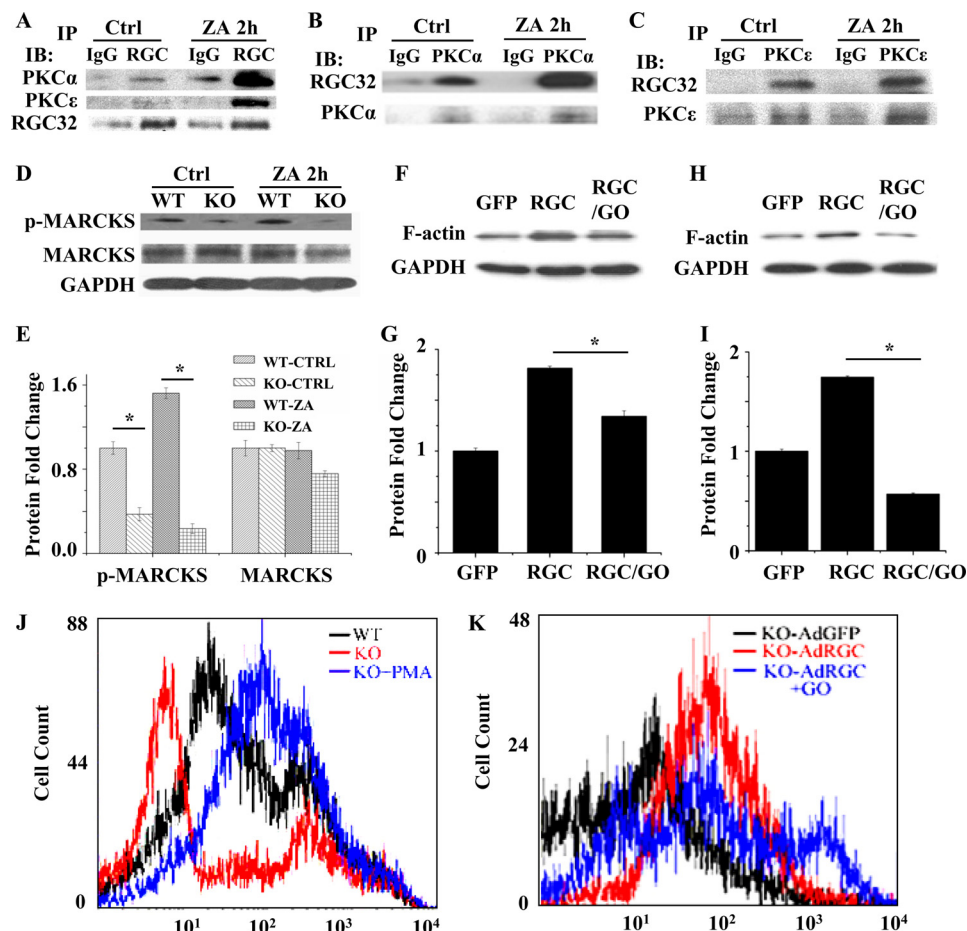 A
IP
Ctrl
ZA 2h
IB:
IgG
RGC
IgG
RGC
PKCα
PKCε
RGC32
B
IP
Ctrl
ZA 2h
IB:
IgG
PKCα
IgG
PKCα
RGC32
PKCα
C
IP
Ctrl
ZA 2h
IB:
IgG
PKCε
IgG
PKCε
RGC32
PKCε
D
Ctrl
ZA 2h
WT
KO
WT
KO
p-MARCKS
MARCKS
GAPDH
F
GFP
RGC
RGC
/GO
F-actin
GAPDH
H
GFP
RGC
RGC
/GO
F-actin
GAPDH
E
Protein Fold Change
1.6
0.8
0.0
*
*
WT-CTRL
KO-CTRL
WT-ZA
KO-ZA
p-MARCKS
MARCKS
G
Protein Fold Change
2
1
0
*
GFP
RGC
RGC/GO
I
Protein Fold Change
2
1
0
*
GFP
RGC
RGC/GO
J
Cell Count
88
44
0
WT
KO
KO-PMA
10¹
10²
10³
10⁴
K
Cell Count
48
24
0
KO-AdGFP
KO-AdRGC
KO-AdRGC
+GO
10¹
10²
10³
10⁴